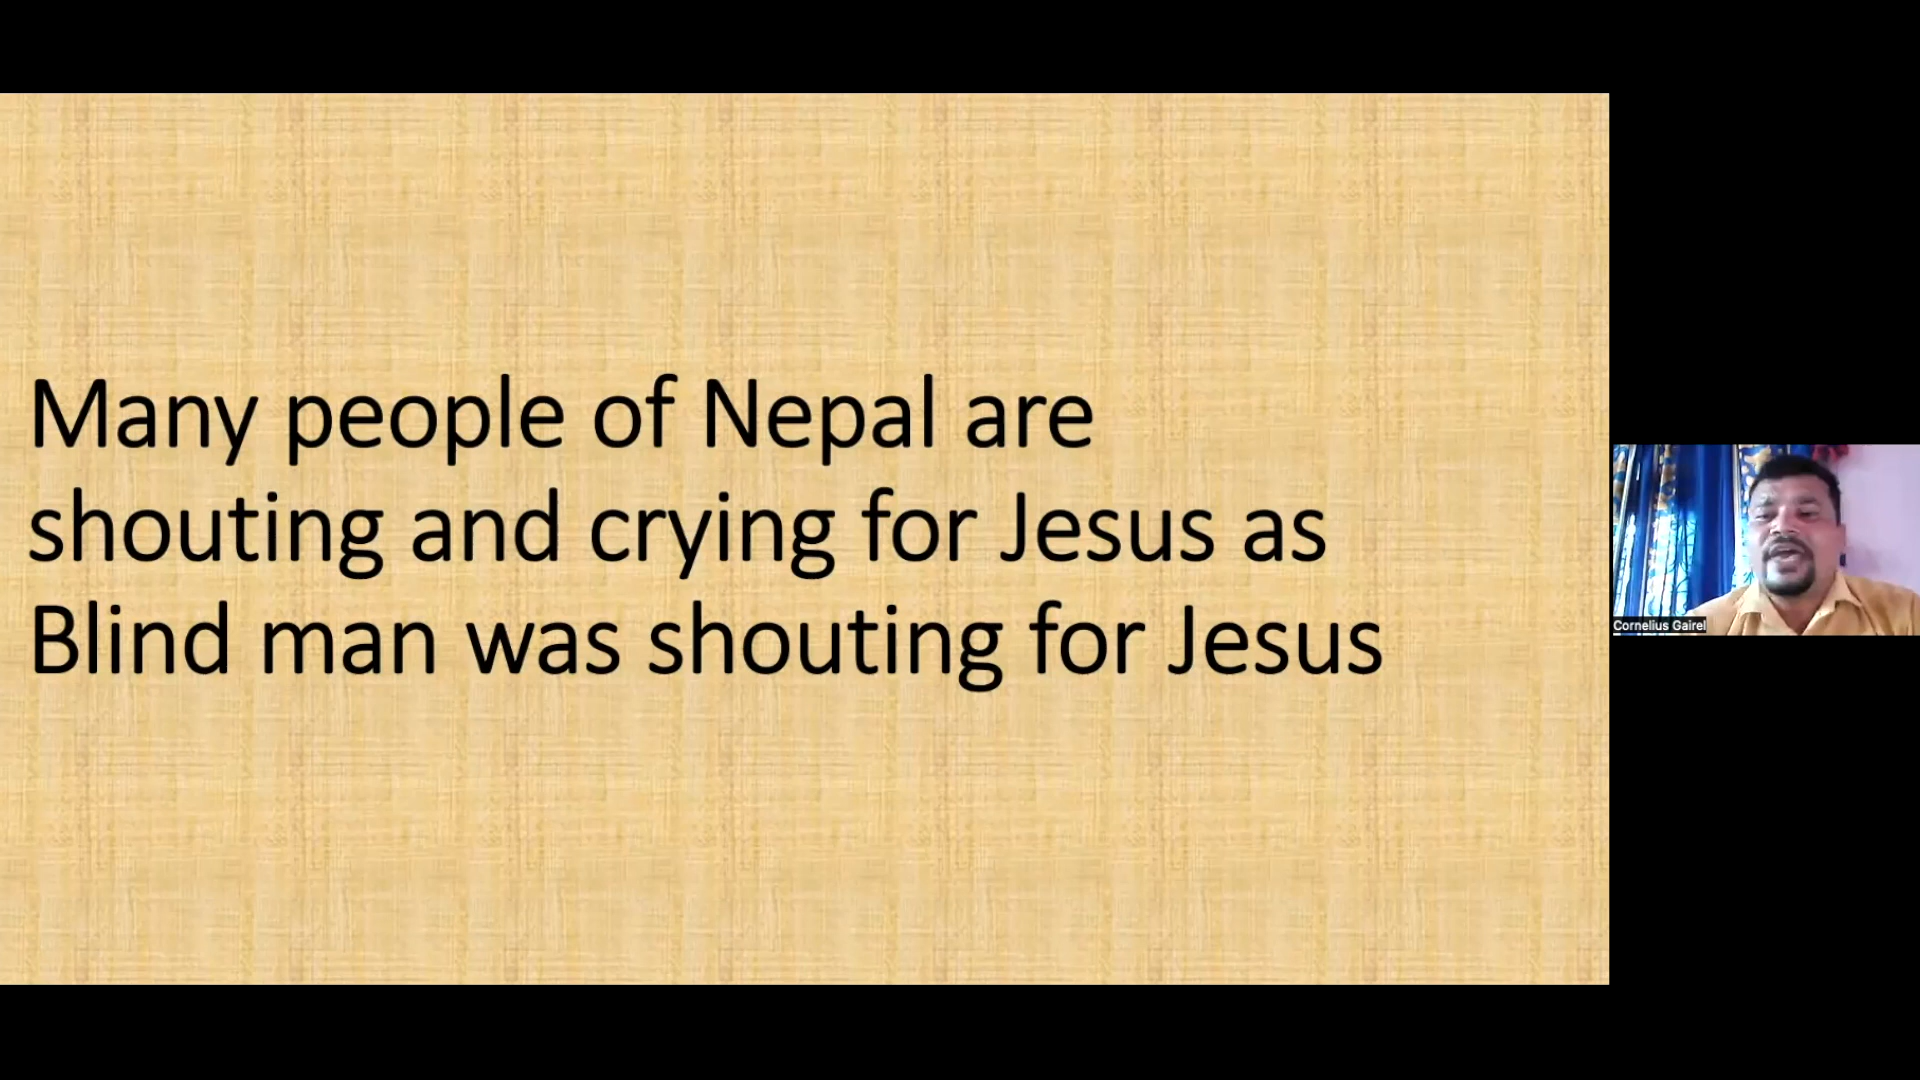 Many people of Nepal are
shouting and crying for Jesus as
Blind man was shouting for Jesus
Cornelius Gairel